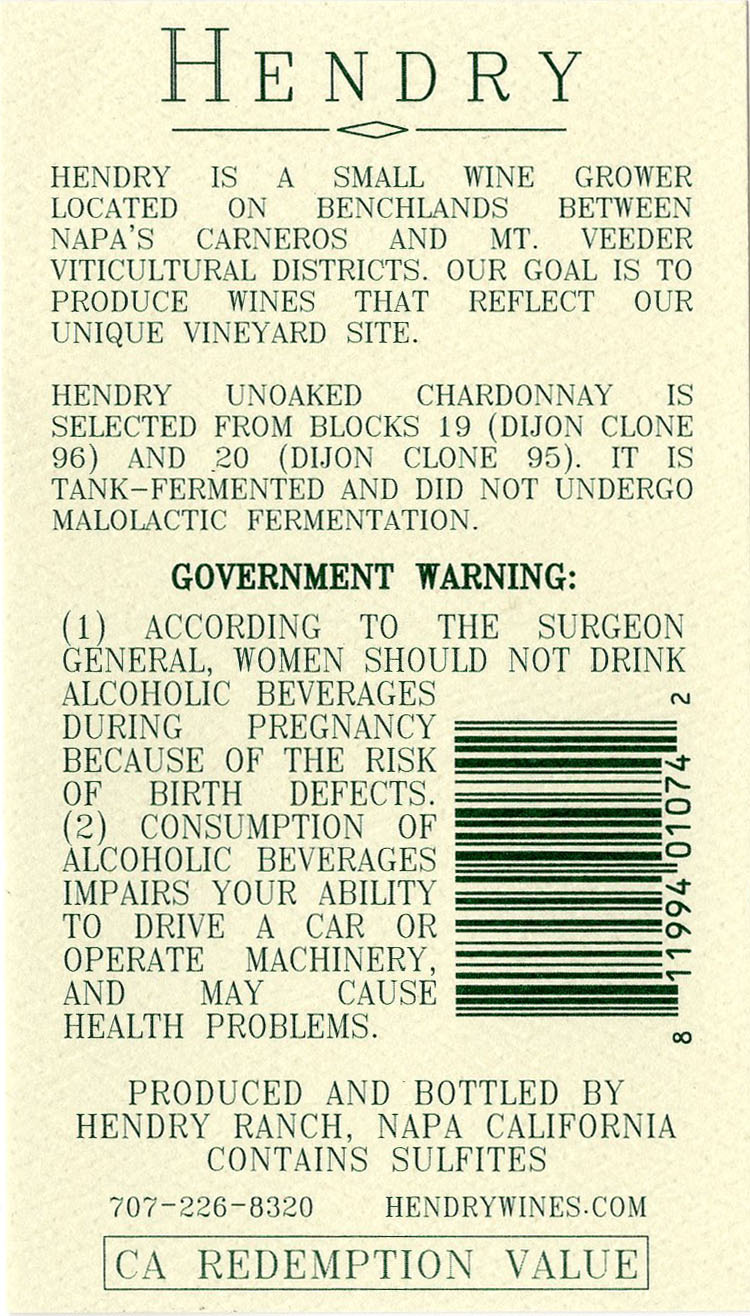 HENDRY
HENDRY IS A SMALL WINE GROWER
LOCATED ON BENCHLANDS BETWEEN
NAPA'S CARNEROS AND MT. VEEDER
VITICULTURAL DISTRICTS. OUR GOAL IS TO
PRODUCE WINES THAT REFLECT OUR
UNIQUE VINEYARD SITE.
HENDRY UNOAKED CHARDONNAY IS
SELECTED FROM BLOCKS 19 (DIJON CLONE
96) AND 20 (DIJON CLONE 95). IT IS
TANK-FERMENTED AND DID NOT UNDERGO
MALOLACTIC FERMENTATION.
GOVERNMENT WARNING:
(1) ACCORDING TO THE SURGEON
GENERAL, WOMEN SHOULD NOT DRINK
ALCOHOLIC BEVERAGES
DURING PREGNANCY
BECAUSE OF THE RISK
OF BIRTH DEFECTS.
(2) CONSUMPTION OF
ALCOHOLIC BEVERAGES
IMPAIRS YOUR ABILITY
TO DRIVE A CAR OR
OPERATE MACHINERY,
AND MAY CAUSE
HEALTH PROBLEMS.
8 11994 01074 2
PRODUCED AND BOTTLED BY
HENDRY RANCH, NAPA CALIFORNIA
CONTAINS SULFITES
707-226-8320 HENDRYWINES.COM
CA REDEMPTION VALUE